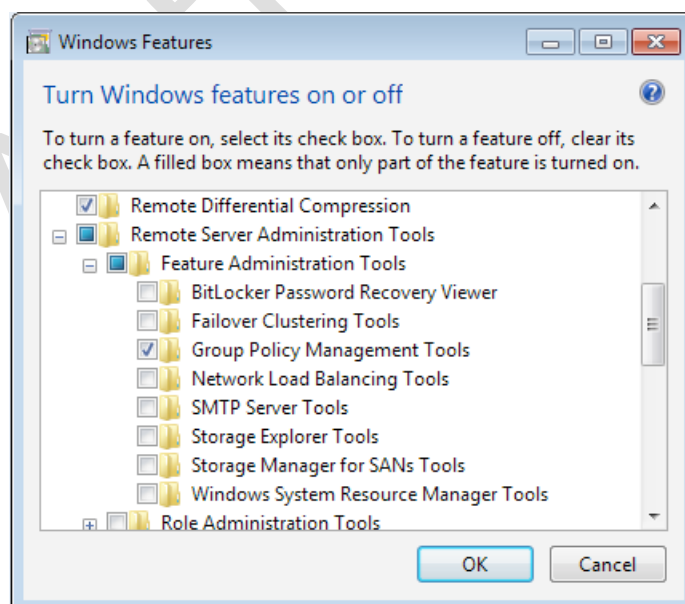 Windows Features
Turn Windows features on or off
To turn a feature on, select its check box. To turn a feature off, clear its
check box. A filled box means that only part of the feature is turned on.
Remote Differential Compression
Remote Server Administration Tools
Feature Administration Tools
BitLocker Password Recovery Viewer
Failover Clustering Tools
Group Policy Management Tools
Network Load Balancing Tools
SMTP Server Tools
Storage Explorer Tools
Storage Manager for SANs Tools
Windows System Resource Manager Tools
Role Administration Tools
OK Cancel